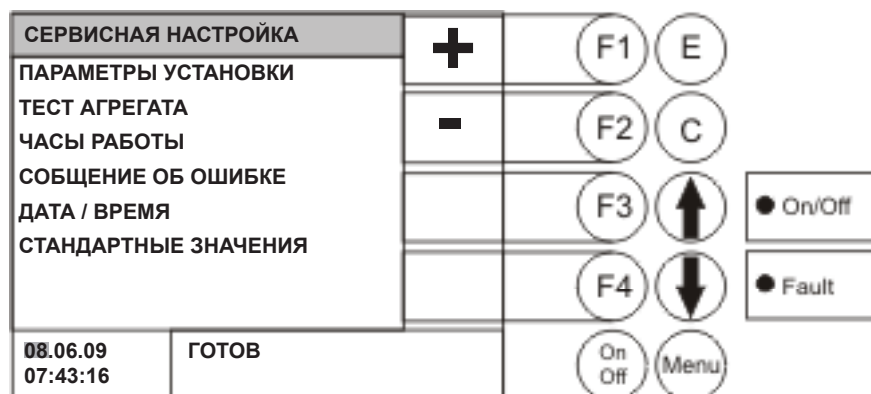 СЕРВИСНАЯ НАСТРОЙКА
ПАРАМЕТРЫ УСТАНОВКИ
ТЕСТ АГРЕГАТА
ЧАСЫ РАБОТЫ
СОБЩЕНИЕ ОБ ОШИБКЕ
ДАТА / ВРЕМЯ
СТАНДАРТНЫЕ ЗНАЧЕНИЯ
08.06.09
07:43:16
ГОТОВ
+
-
F1 E
F2 C
F3
F4
On
Off
Menu
On/Off
Fault